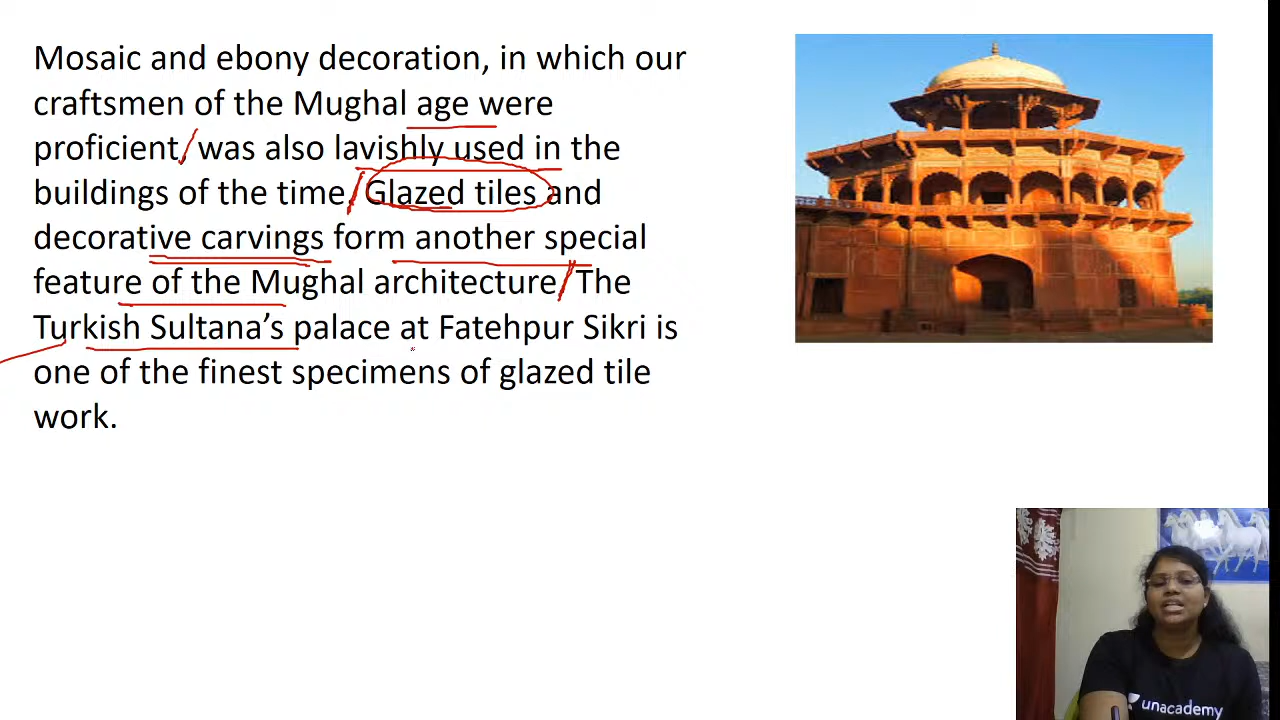 Mosaic and ebony decoration, in which our
craftsmen of the Mughal age were
proficient, was also lavishly used in the
buildings of the time. Glazed tiles and
decorative carvings form another special
feature of the Mughal architecture. The
Turkish Sultana’s palace at Fatehpur Sikri is
one of the finest specimens of glazed tile
work.
unacademy